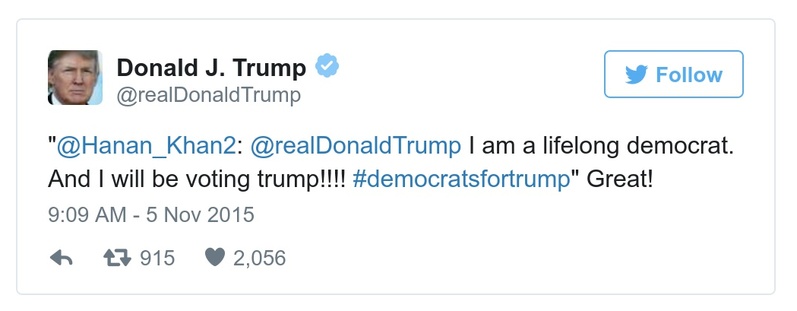 Donald J. Trump
@realDonaldTrump
Follow
"@Hanan_Khan2: @realDonaldTrump I am a lifelong democrat.
And I will be voting trump!!!! #democratsfortrump" Great!
9:09 AM - 5 Nov 2015
915 2,056